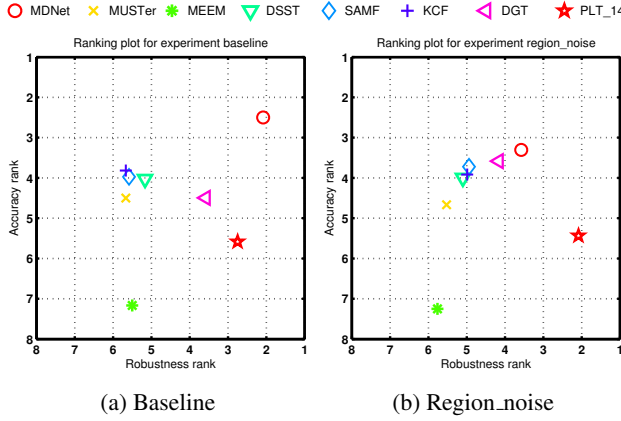 MDNet MUSTer MEEM DSST SAMF KCF DGT PLT_14
Ranking plot for experiment baseline
1
2
3
4
5
6
7
8
Accuracy rank
8 7 6 5 4 3 2 1
Robustness rank
(a) Baseline
Ranking plot for experiment region_noise
1
2
3
4
5
6
7
8
Accuracy rank
8 7 6 5 4 3 2 1
Robustness rank
(b) Region_noise